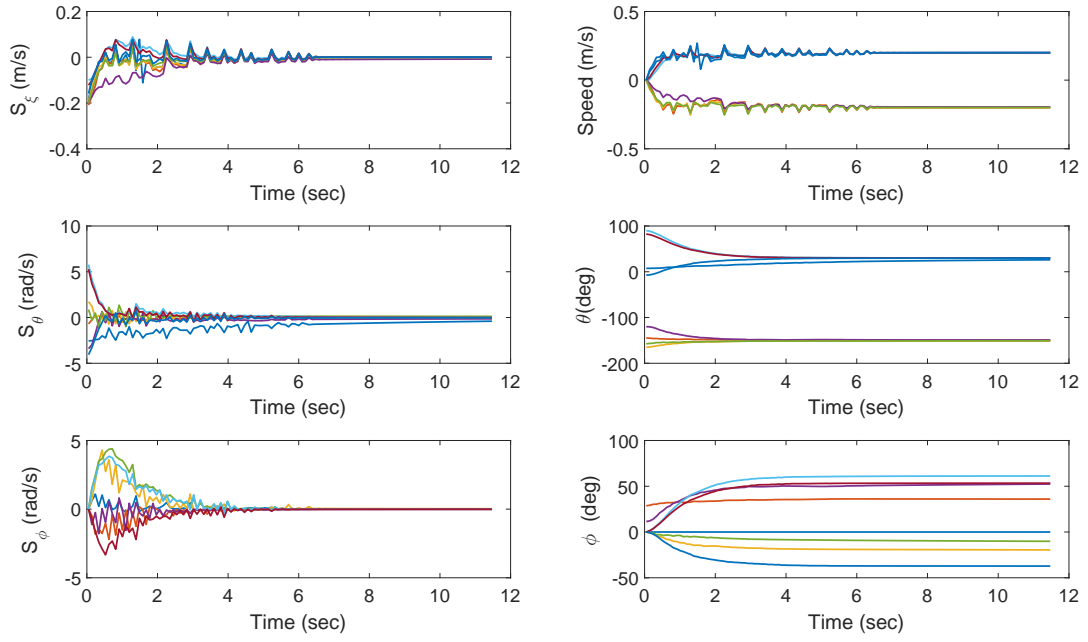 0.2
0
-0.2
-0.4
S_ξ (m/s)
0 2 4 6 8 10 12
Time (sec)
0.5
0
-0.5
Speed (m/s)
0 2 4 6 8 10 12
Time (sec)
10
5
0
-5
S_θ (rad/s)
0 2 4 6 8 10 12
Time (sec)
100
0
-100
-200
θ(deg)
0 2 4 6 8 10 12
Time (sec)
5
0
-5
S_ϕ (rad/s)
0 2 4 6 8 10 12
Time (sec)
100
50
0
-50
ϕ (deg)
0 2 4 6 8 10 12
Time (sec)